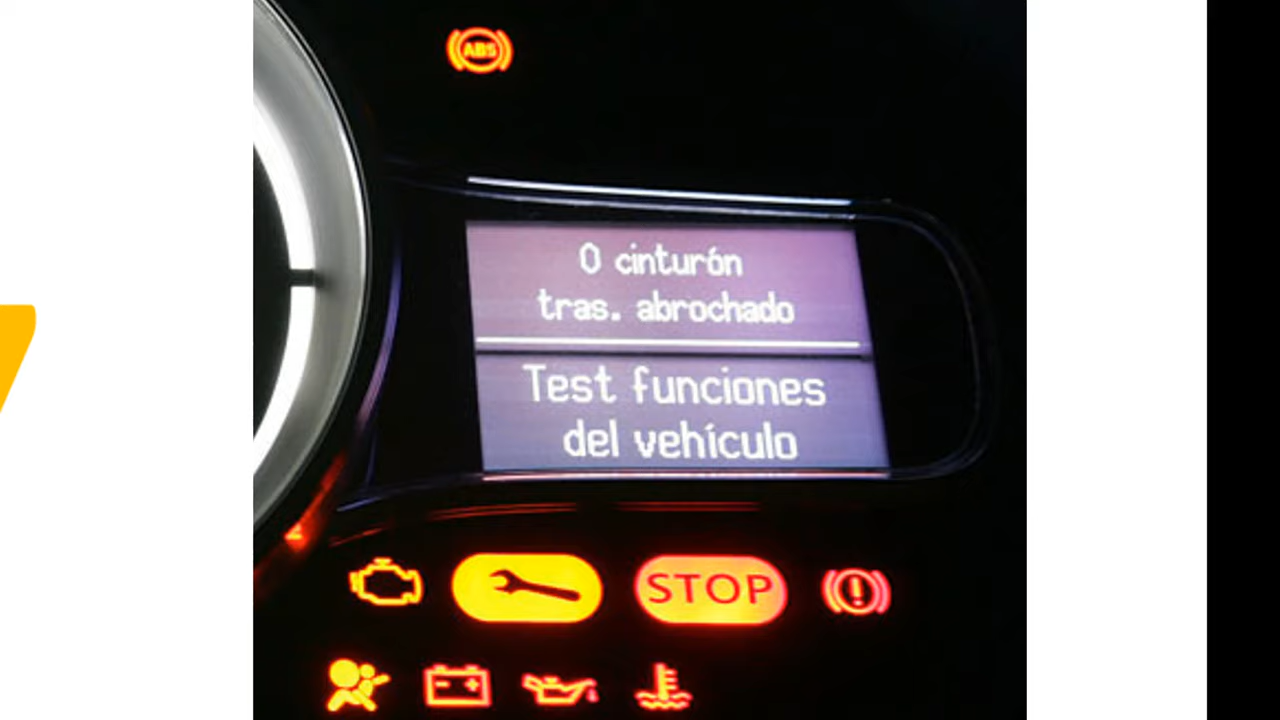 ABS
0 cinturón
tras. abrochado
Test funciones
del vehículo
STOP